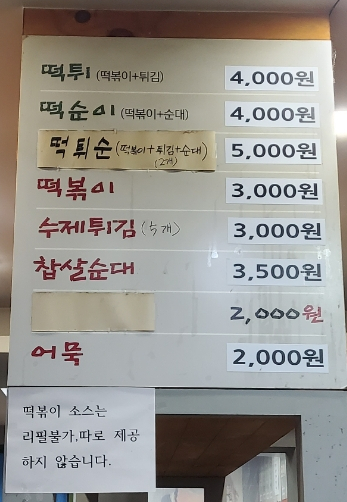 떡튀 (떡볶이+튀김) 4,000원
떡순이 (떡볶이+순대) 4,000원
떡튀순 (떡볶이+튀김+순대) 5,000원
(2개)
떡볶이 3,000원
수제튀김 (5개) 3,000원
찹쌀순대 3,500원
2,000원
어묵 2,000원
떡볶이 소스는
리필불가.따로 제공
하지 않습니다.